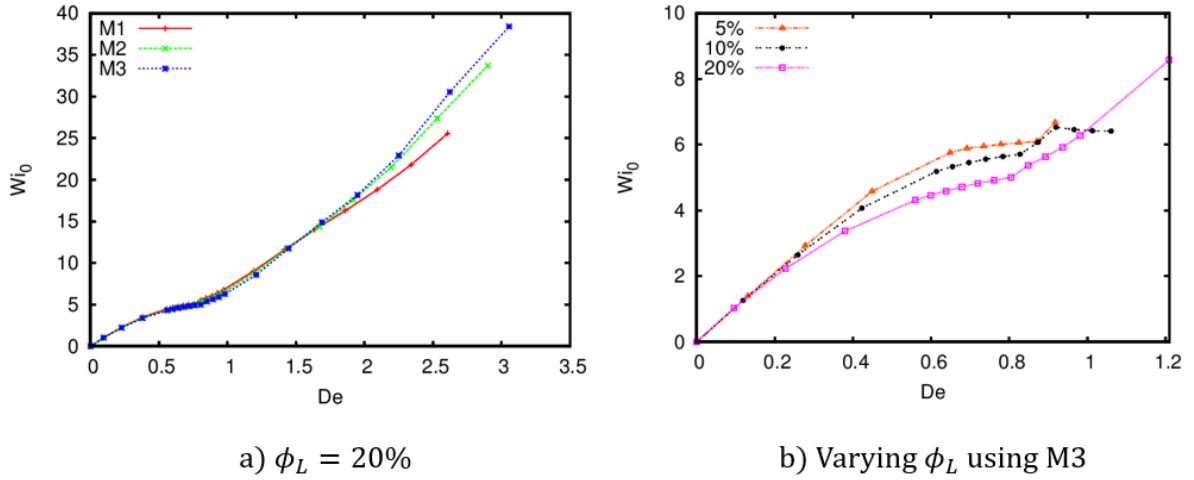 40
35
30
25
20
15
10
5
0
Wi₀
M1
M2
M3
0 0.5 1 1.5 2 2.5 3 3.5
De
a) ϕ_L = 20%
10
8
6
4
2
0
Wi₀
5%
10%
20%
0 0.2 0.4 0.6 0.8 1 1.2
De
b) Varying ϕ_L using M3